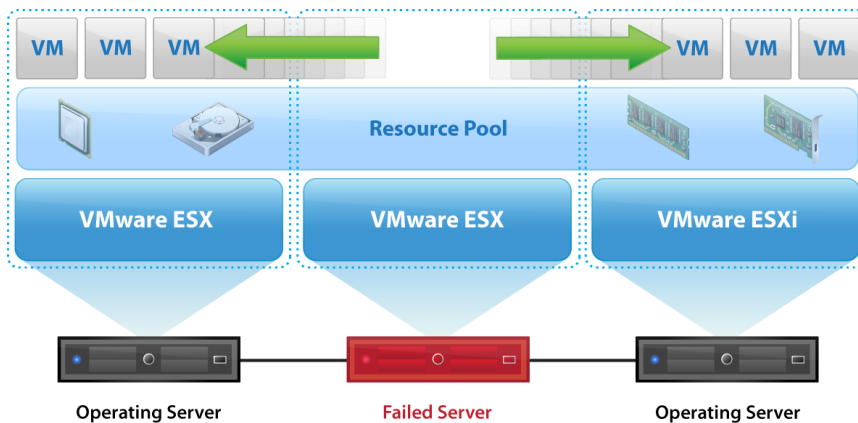 VM VM VM VM VM VM
Resource Pool
VMware ESX VMware ESX VMware ESXi
Operating Server Failed Server Operating Server